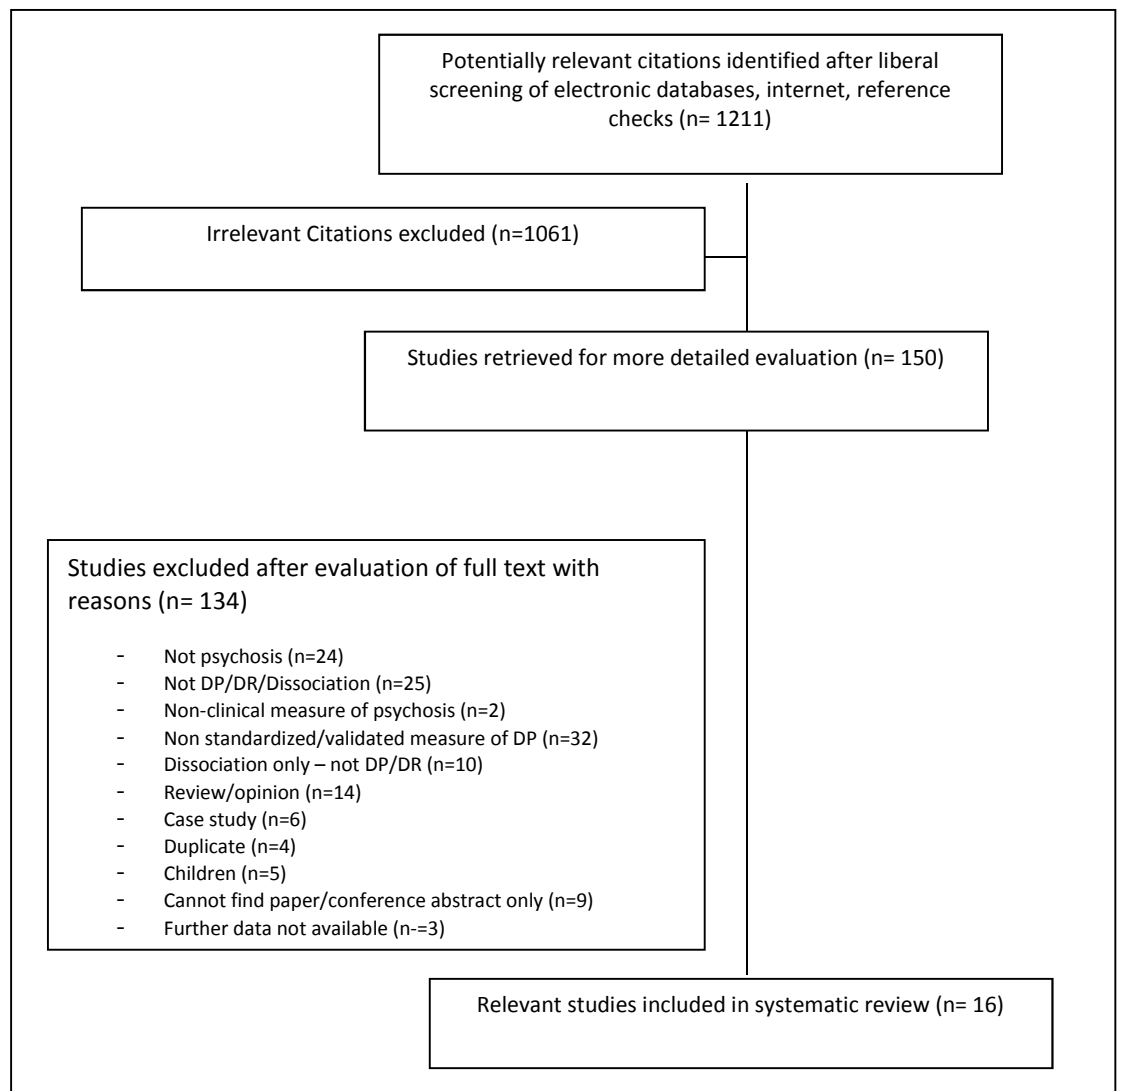 Potentially relevant citations identified after liberal
screening of electronic databases, internet, reference
checks (n= 1211)
Irrelevant Citations excluded (n=1061)
Studies retrieved for more detailed evaluation (n= 150)
Studies excluded after evaluation of full text with
reasons (n= 134)
- Not psychosis (n=24)
- Not DP/DR/Dissociation (n=25)
- Non-clinical measure of psychosis (n=2)
- Non standardized/validated measure of DP (n=32)
- Dissociation only – not DP/DR (n=10)
- Review/opinion (n=14)
- Case study (n=6)
- Duplicate (n=4)
- Children (n=5)
- Cannot find paper/conference abstract only (n=9)
- Further data not available (n-=3)
Relevant studies included in systematic review (n= 16)